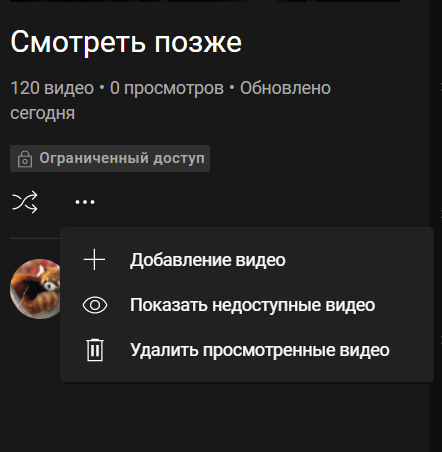 Смотреть позже
120 видео • 0 просмотров • Обновлено
сегодня
Ограниченный доступ
Добавление видео
Показать недоступные видео
Удалить просмотренные видео